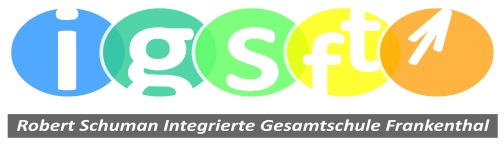 igsft
Robert Schuman Integrierte Gesamtschule Frankenthal